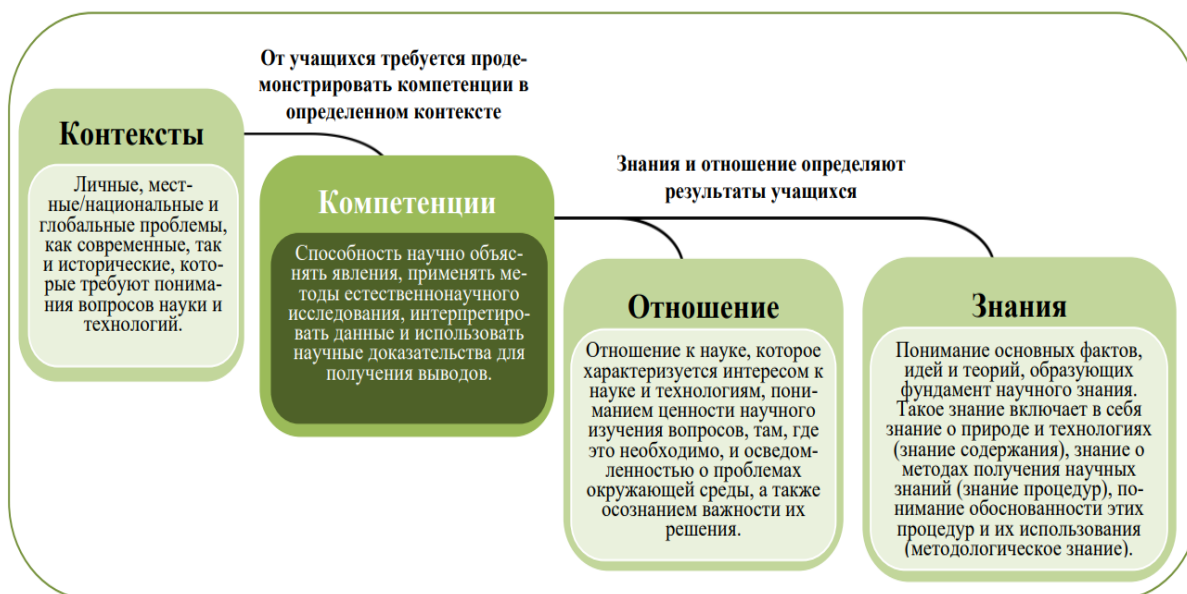 От учащихся требуется проде-
монстрировать компетенции в
определенном контексте
Контексты
Личные, мест-
ные/национальные и
глобальные проблемы,
как современные, так
и исторические, кото-
рые требуют понима-
ния вопросов науки и
технологий.
Компетенции
Способность научно объяс-
нять явления, применять ме-
тоды естественнонаучного
исследования, интерпретиро-
вать данные и использовать
научные доказательства для
получения выводов.
Знания и отношение определяют
результаты учащихся
Отношение
Отношение к науке, которое
характеризуется интересом к
науке и технологиям, пони-
манием ценности научного
изучения вопросов, там, где
это необходимо, и осведом-
ленностью о проблемах
окружающей среды, а также
осознанием важности их
решения.
Знания
Понимание основных фактов,
идей и теорий, образующих
фундамент научного знания.
Такое знание включает в себя
знание о природе и технологиях
(знание содержания), знание о
методах получения научных
знаний (знание процедур), по-
нимание обоснованности этих
процедур и их использования
(методологическое знание).